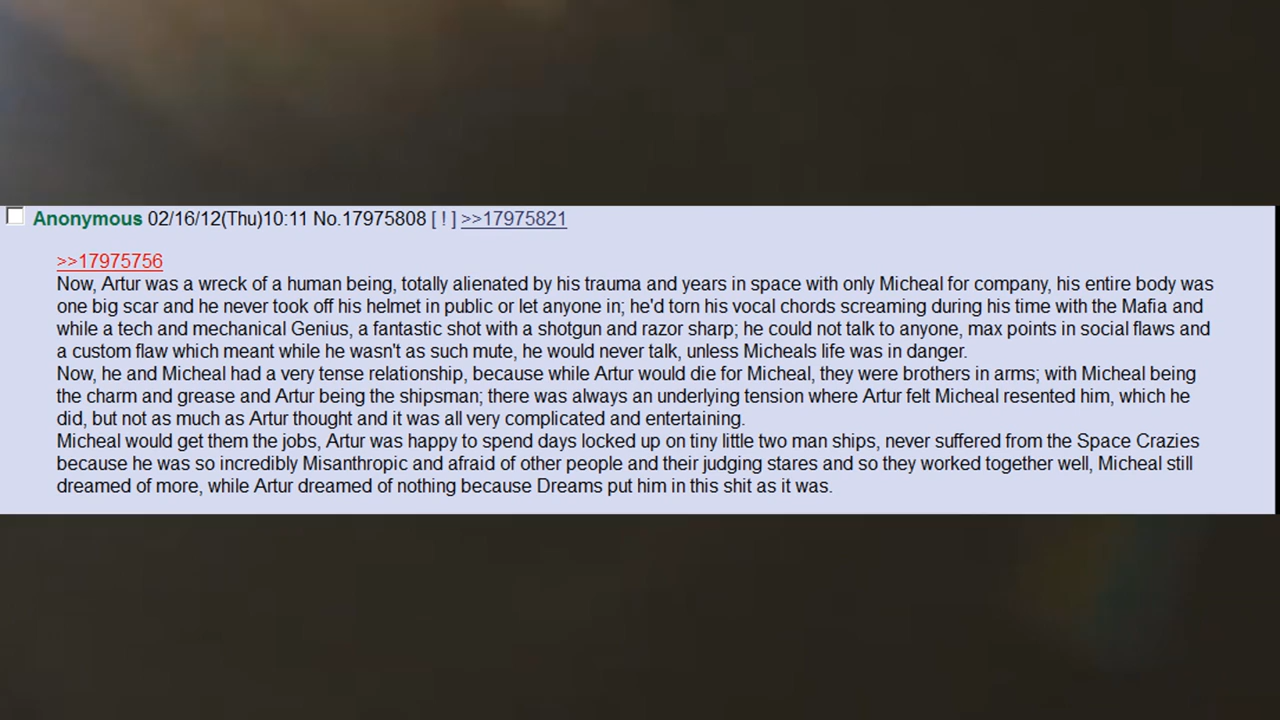 Anonymous 02/16/12(Thu)10:11 No.17975808 [ ! ] >>17975821
>>17975756
Now, Artur was a wreck of a human being, totally alienated by his trauma and years in space with only Micheal for company, his entire body was
one big scar and he never took off his helmet in public or let anyone in; he'd torn his vocal chords screaming during his time with the Mafia and
while a tech and mechanical Genius, a fantastic shot with a shotgun and razor sharp; he could not talk to anyone, max points in social flaws and
a custom flaw which meant while he wasn't as such mute, he would never talk, unless Micheals life was in danger.
Now, he and Micheal had a very tense relationship, because while Artur would die for Micheal, they were brothers in arms; with Micheal being
the charm and grease and Artur being the shipsman; there was always an underlying tension where Artur felt Micheal resented him, which he
did, but not as much as Artur thought and it was all very complicated and entertaining.
Micheal would get them the jobs, Artur was happy to spend days locked up on tiny little two man ships, never suffered from the Space Crazies
because he was so incredibly Misanthropic and afraid of other people and their judging stares and so they worked together well, Micheal still
dreamed of more, while Artur dreamed of nothing because Dreams put him in this shit as it was.